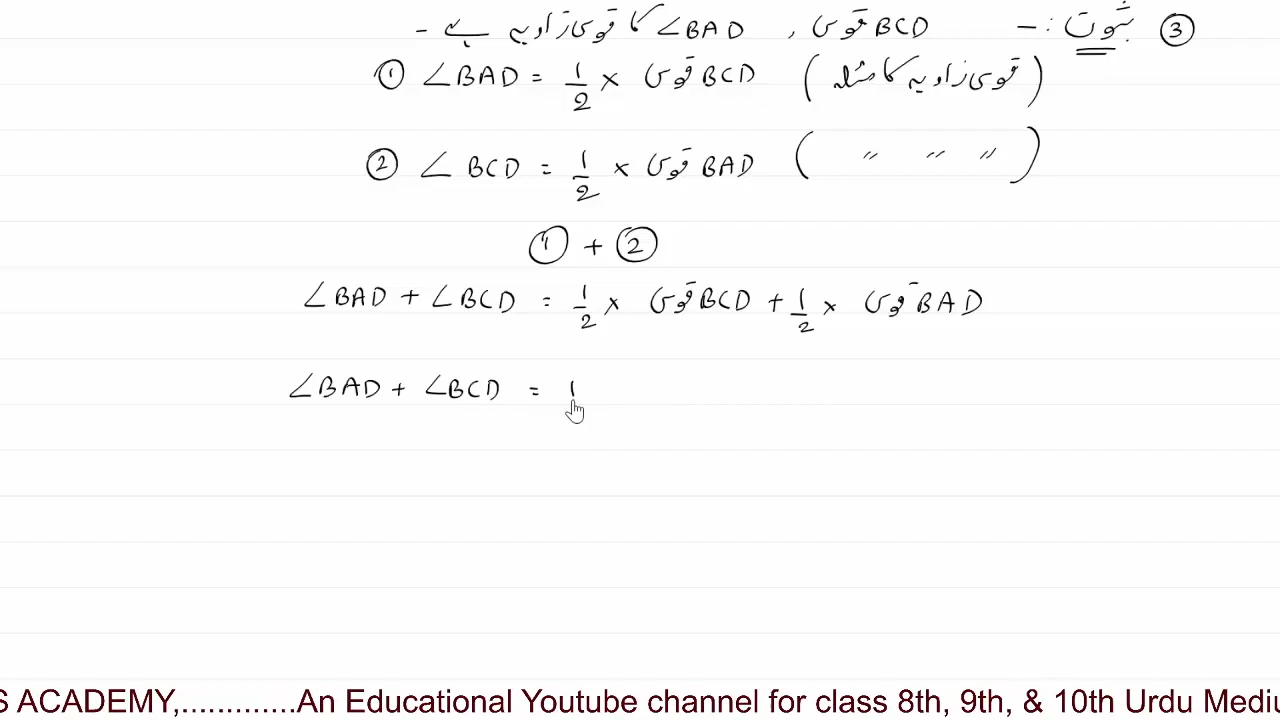 ③ ثبوت :- قوس BCD ، ∠BAD کا قوسی زاویہ ہے -
① ∠BAD = 1/2 × قوس BCD (قوسی زاویہ کا مسئلہ)
② ∠BCD = 1/2 × قوس BAD ( " " " )
① + ②
∠BAD + ∠BCD = 1/2 × قوس BCD + 1/2 × قوس BAD
∠BAD + ∠BCD = 1
S ACADEMY,.............An Educational Youtube channel for class 8th, 9th, & 10th Urdu Mediu